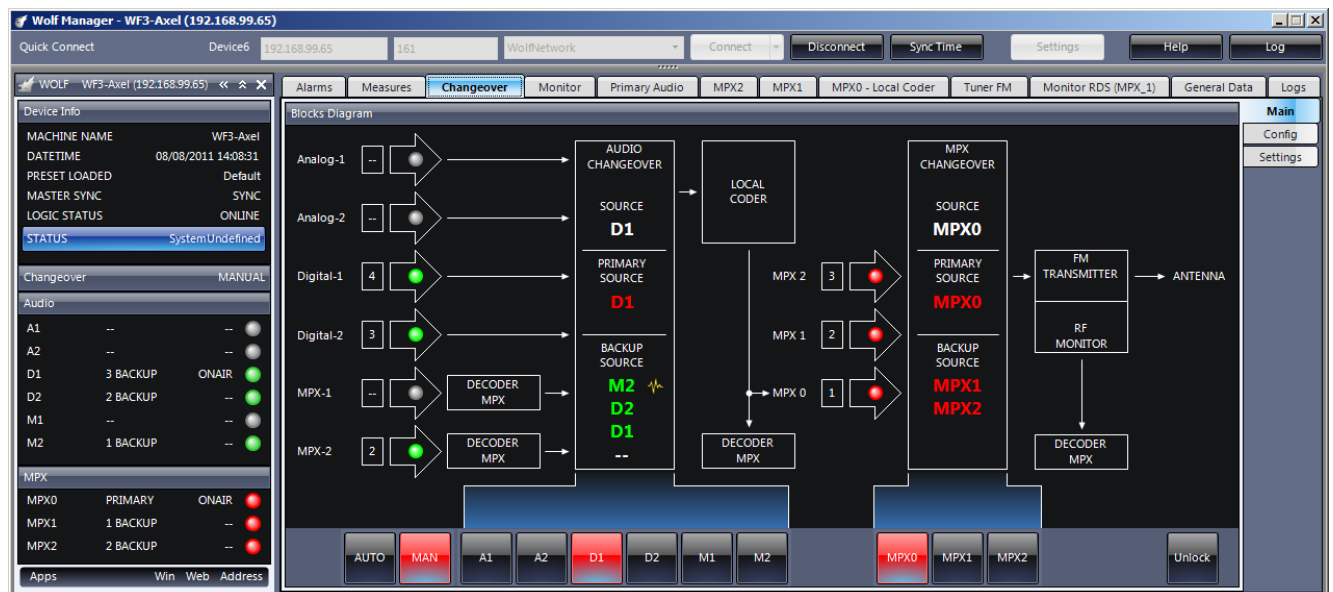 Wolf Manager - WF3-Axel (192.168.99.65)
Quick Connect Device6 192.168.99.65 161 WolfNetwork Connect Disconnect Sync Time Settings Help Log
WOLF WF3-Axel (192.168.99.65)
Alarms Measures Changeover Monitor Primary Audio MPX2 MPX1 MPX0 - Local Coder Tuner FM Monitor RDS (MPX_1) General Data Logs
Main
Config
Settings
Device Info
MACHINE NAME WF3-Axel
DATETIME 08/08/2011 14:08:31
PRESET LOADED Default
MASTER SYNC SYNC
LOGIC STATUS ONLINE
STATUS SystemUndefined
Changeover MANUAL
Audio
A1 -- --
A2 -- --
D1 3 BACKUP ONAIR
D2 2 BACKUP --
M1 -- --
M2 1 BACKUP --
MPX
MPX0 PRIMARY ONAIR
MPX1 1 BACKUP --
MPX2 2 BACKUP --
Apps Win Web Address
Blocks Diagram
Analog-1 --
Analog-2 --
Digital-1 4
Digital-2 3
MPX-1 --
DECODER
MPX
MPX-2 2
DECODER
MPX
AUDIO
CHANGEOVER
SOURCE
D1
PRIMARY
SOURCE
D1
BACKUP
SOURCE
M2
D2
D1
--
LOCAL
CODER
DECODER
MPX
MPX 2 3
MPX 1 2
MPX 0 1
MPX
CHANGEOVER
SOURCE
MPX0
PRIMARY
SOURCE
MPX0
BACKUP
SOURCE
MPX1
MPX2
FM
TRANSMITTER
RF
MONITOR
ANTENNA
DECODER
MPX
AUTO MAN A1 A2 D1 D2 M1 M2 MPX0 MPX1 MPX2 Unlock